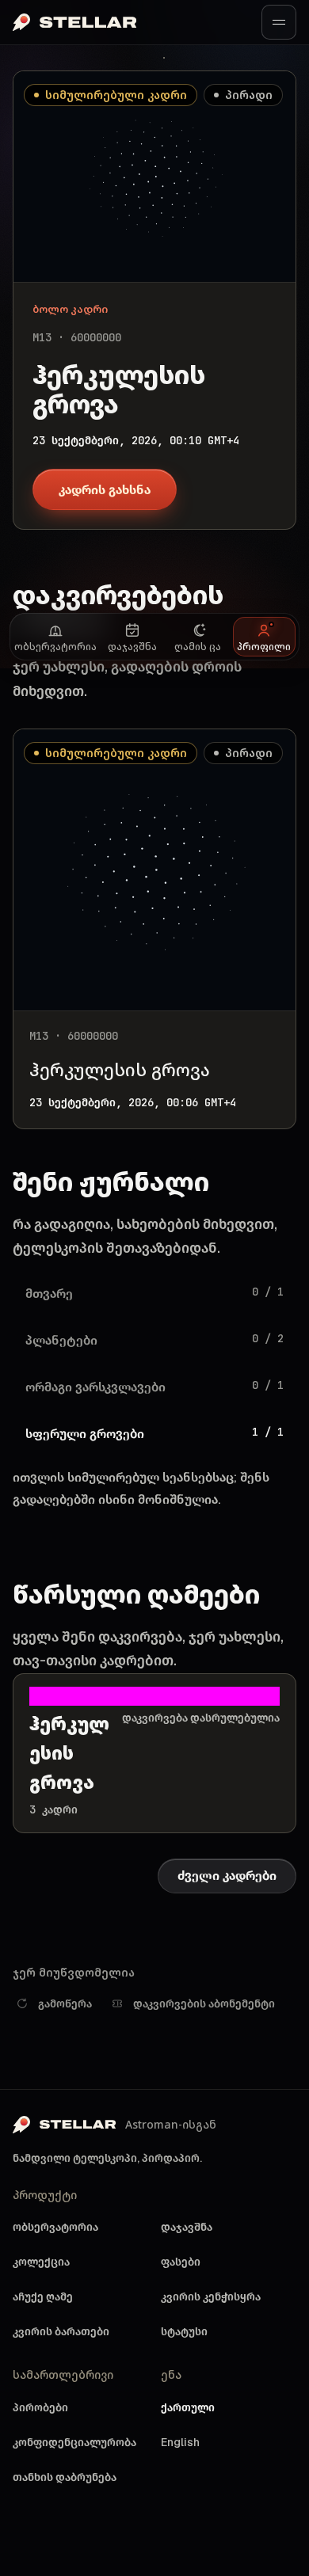 STELLAR
სიმულირებული კადრი
პირადი
ბოლო კადრი
M13 · 60000000
ჰერკულესის
გროვა
23 სექტემბერი, 2026, 00:10 GMT+4
კადრის გახსნა
დაკვირვებების
ობსერვატორია
დაჯავშნა
ღამის ცა
პროფილი
ჯერ უახლესი, გადაღების დროის
მიხედვით.
სიმულირებული კადრი
პირადი
M13 · 60000000
ჰერკულესის გროვა
23 სექტემბერი, 2026, 00:06 GMT+4
შენი ჟურნალი
რა გადაგიღია, სახეობების მიხედვით,
ტელესკოპის შეთავაზებიდან.
მთვარე 0 / 1
პლანეტები 0 / 2
ორმაგი ვარსკვლავები 0 / 1
სფერული გროვები 1 / 1
ითვლის სიმულირებულ სეანსებსაც; შენს
გადაღებებში ისინი მონიშნულია.
წარსული ღამეები
ყველა შენი დაკვირვება, ჯერ უახლესი,
თავ-თავისი კადრებით.
ჰერკულ
ესის
გროვა
დაკვირვება დასრულებულია
3 კადრი
ძველი კადრები
ჯერ მიუწვდომელია
გამოწერა
დაკვირვების აბონემენტი
STELLAR Astroman-ისგან
ნამდვილი ტელესკოპი, პირდაპირ.
პროდუქტი
ობსერვატორია
დაჯავშნა
კოლექცია
ფასები
აჩუქე ღამე
კვირის კენჭისყრა
კვირის ბარათები
სტატუსი
სამართლებრივი
ენა
პირობები
ქართული
კონფიდენციალურობა
English
თანხის დაბრუნება